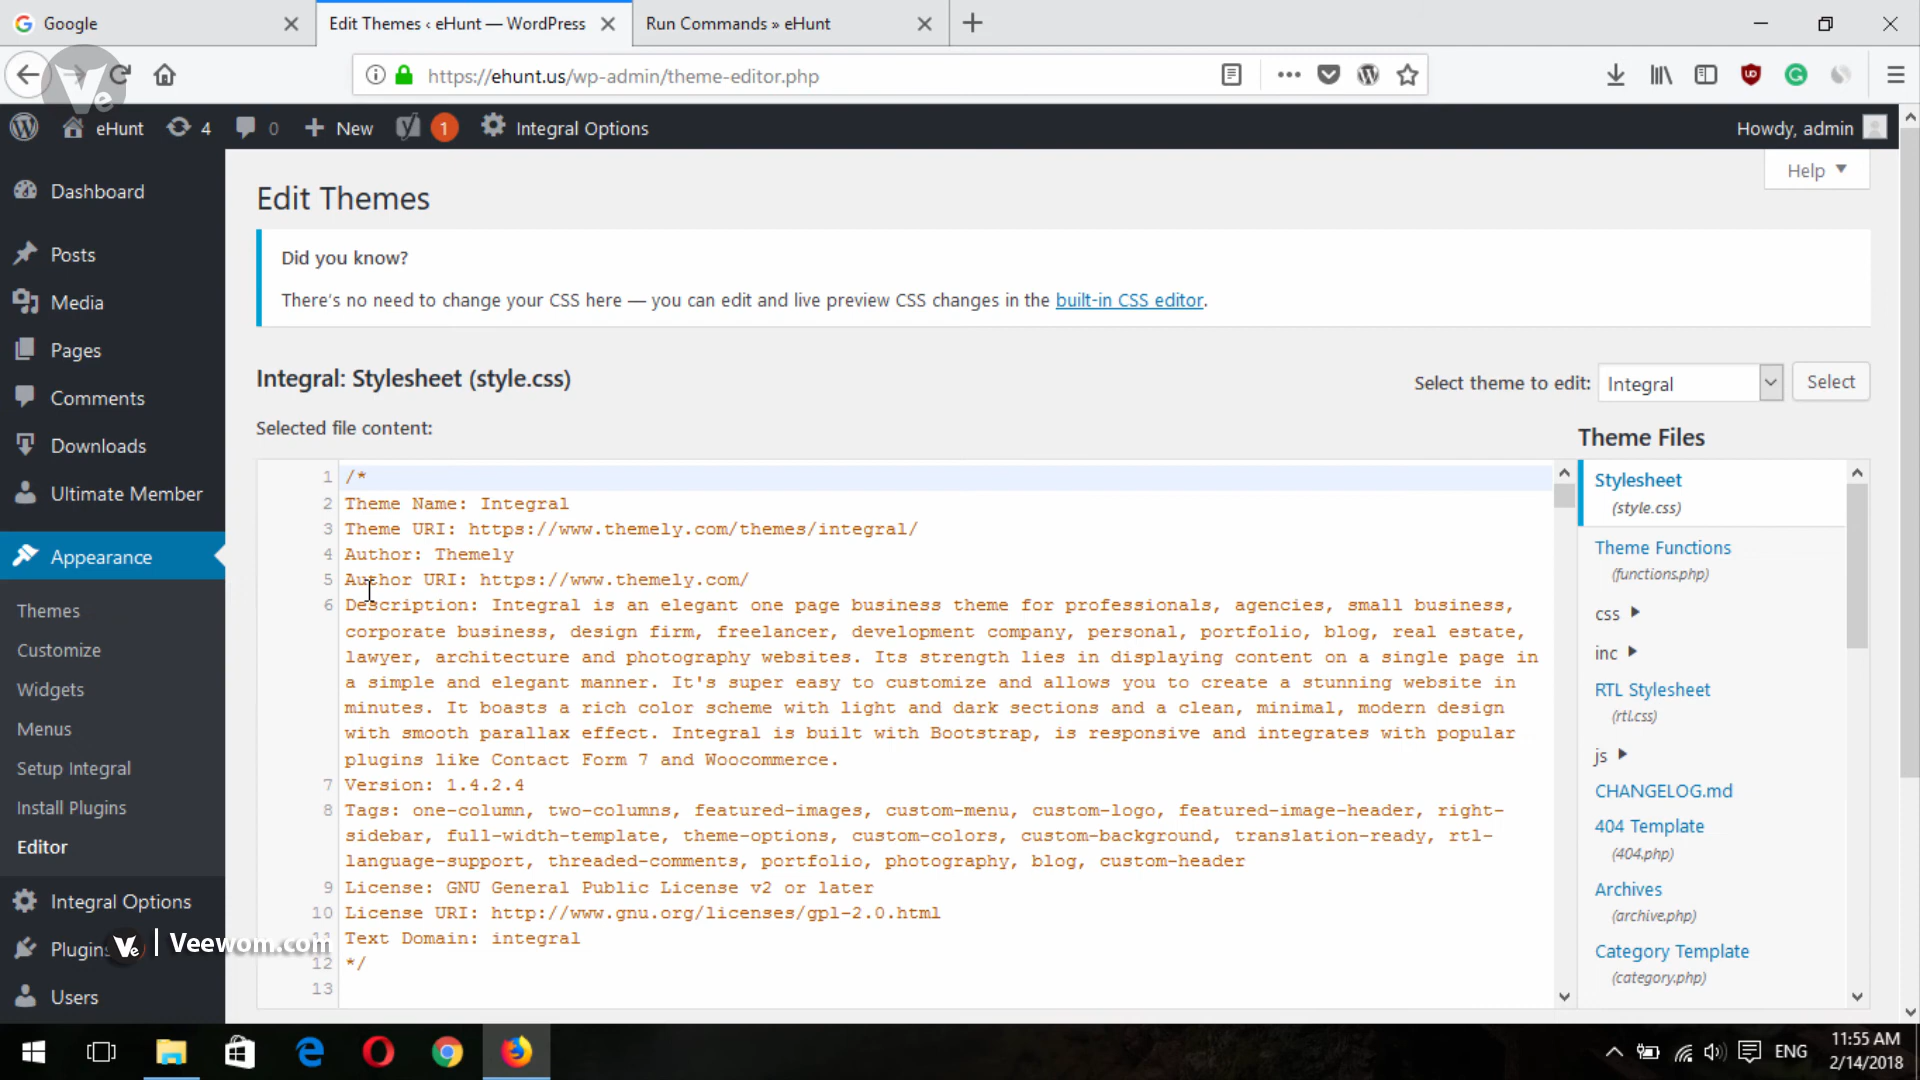 Google
Edit Themes ‹ eHunt — WordPress
Run Commands » eHunt
https://ehunt.us/wp-admin/theme-editor.php
Ve
eHunt
4
0
New
1
Integral Options
Howdy, admin
Dashboard
Posts
Media
Pages
Comments
Downloads
Ultimate Member
Appearance
Themes
Customize
Widgets
Menus
Setup Integral
Install Plugins
Editor
Integral Options
Plugins
Users
Ve | Veewom.com
Help
Edit Themes
Did you know?
There's no need to change your CSS here — you can edit and live preview CSS changes in the built-in CSS editor.
Integral: Stylesheet (style.css)
Select theme to edit:
Integral
Select
Selected file content:
1 /*
2 Theme Name: Integral
3 Theme URI: https://www.themely.com/themes/integral/
4 Author: Themely
5 Author URI: https://www.themely.com/
6 Description: Integral is an elegant one page business theme for professionals, agencies, small business,
corporate business, design firm, freelancer, development company, personal, portfolio, blog, real estate,
lawyer, architecture and photography websites. Its strength lies in displaying content on a single page in
a simple and elegant manner. It's super easy to customize and allows you to create a stunning website in
minutes. It boasts a rich color scheme with light and dark sections and a clean, minimal, modern design
with smooth parallax effect. Integral is built with Bootstrap, is responsive and integrates with popular
plugins like Contact Form 7 and Woocommerce.
7 Version: 1.4.2.4
8 Tags: one-column, two-columns, featured-images, custom-menu, custom-logo, featured-image-header, right-
sidebar, full-width-template, theme-options, custom-colors, custom-background, translation-ready, rtl-
language-support, threaded-comments, portfolio, photography, blog, custom-header
9 License: GNU General Public License v2 or later
10 License URI: http://www.gnu.org/licenses/gpl-2.0.html
11 Text Domain: integral
12 */
13
Theme Files
Stylesheet
(style.css)
Theme Functions
(functions.php)
css
inc
RTL Stylesheet
(rtl.css)
js
CHANGELOG.md
404 Template
(404.php)
Archives
(archive.php)
Category Template
(category.php)
ENG
11:55 AM
2/14/2018